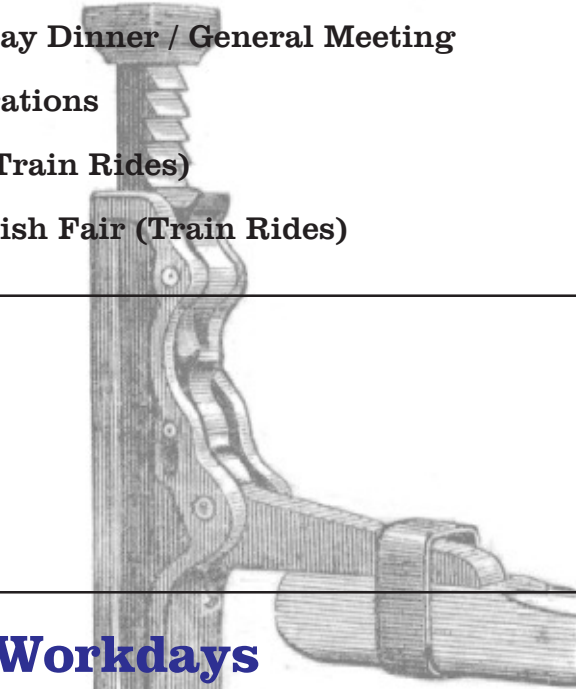 ay Dinner / General Meeting
ations
Train Rides)
ish Fair (Train Rides)
Workdays